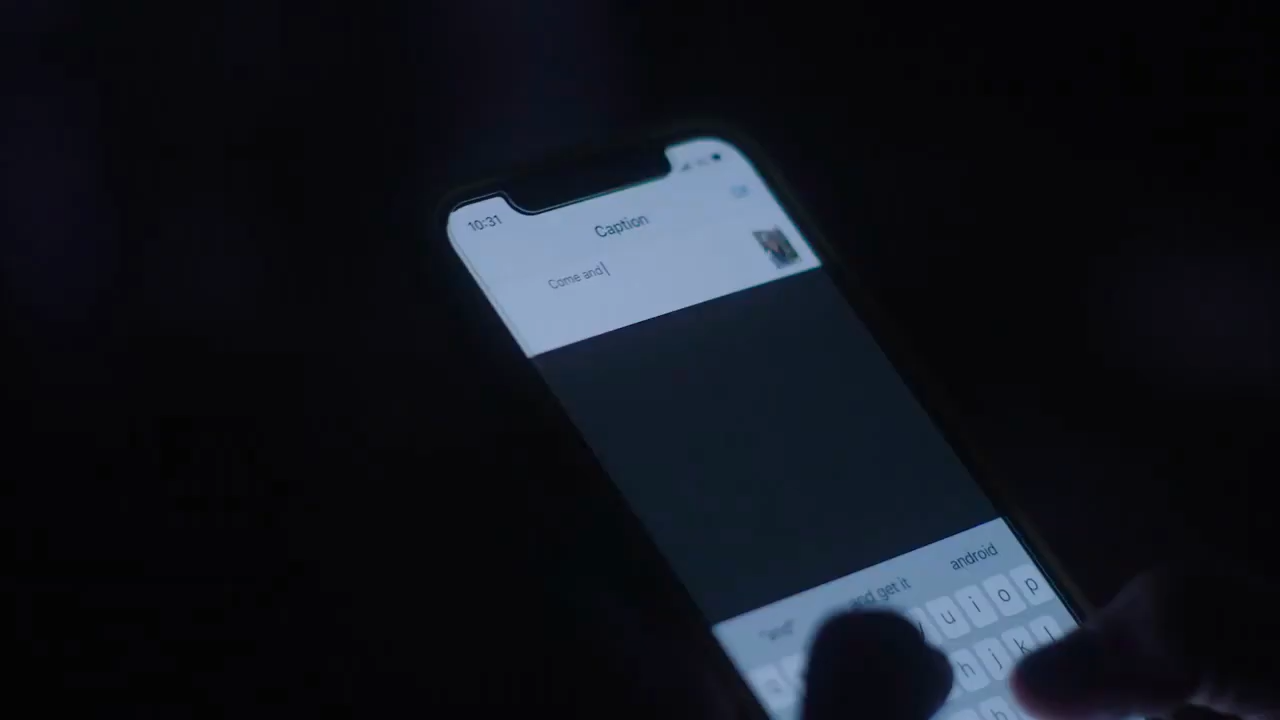 10:31
Caption
Come and
"and" and get it android
u i o p
h j k l